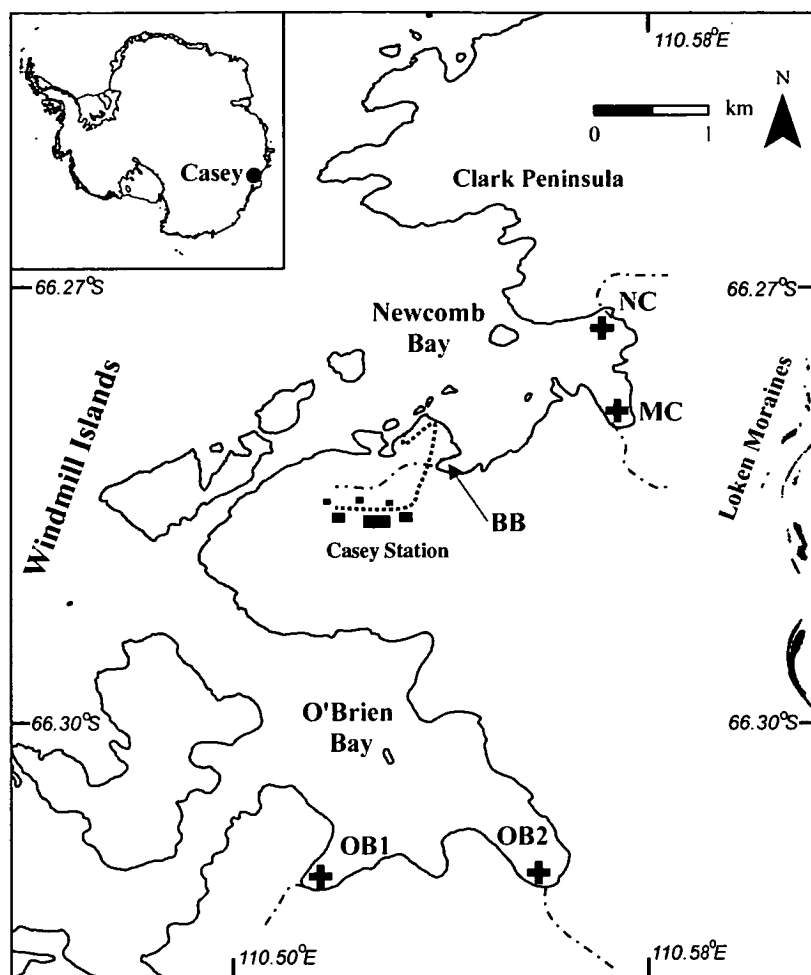 110.58°E
N
km
0 1
Casey
Clark Peninsula
66.27°S
66.27°S
NC
Newcomb
Bay
MC
Windmill Islands
Loken Moraines
BB
Casey Station
O'Brien
Bay
66.30°S
66.30°S
OB1
OB2
110.50°E
110.58°E